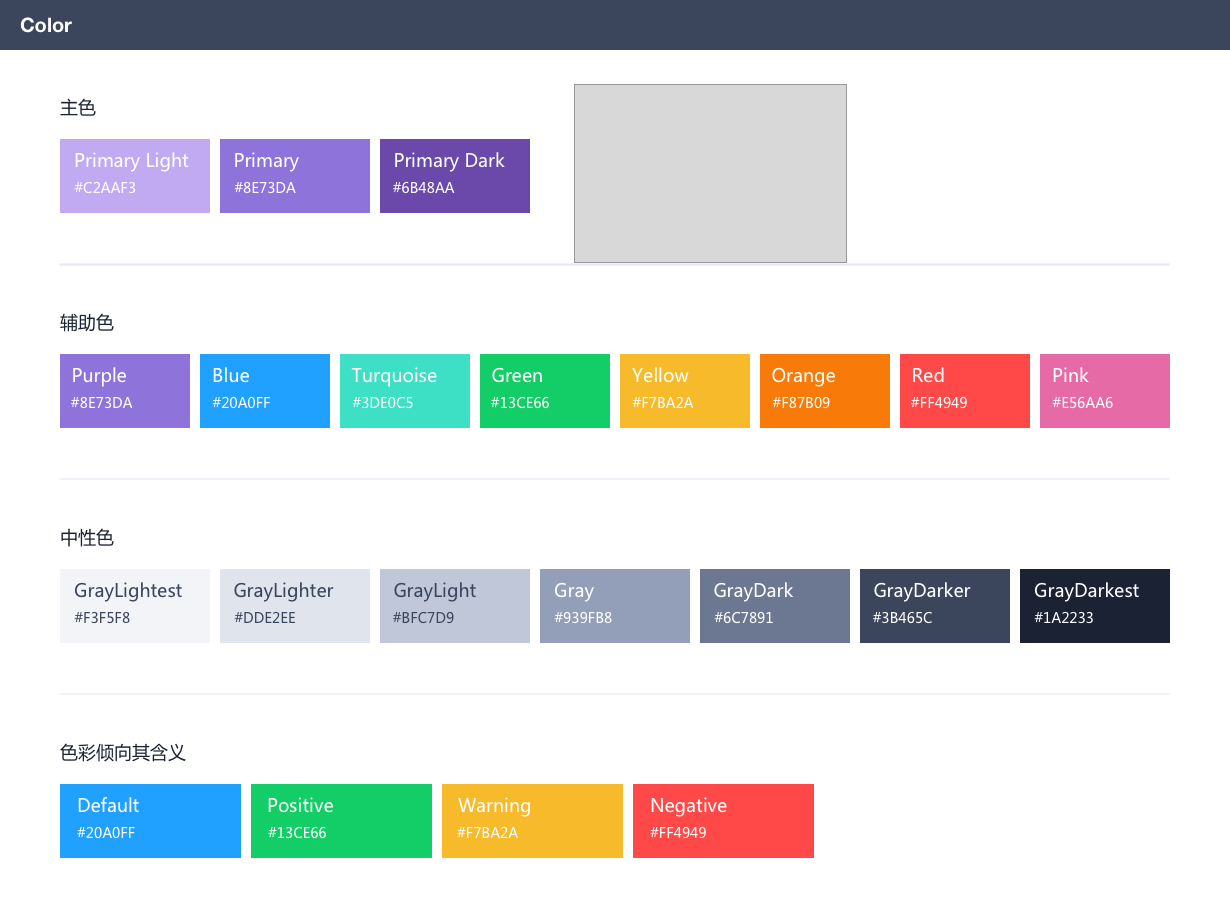 Color
主色
Primary Light
#C2AAF3
Primary
#8E73DA
Primary Dark
#6B48AA
辅助色
Purple
#8E73DA
Blue
#20A0FF
Turquoise
#3DE0C5
Green
#13CE66
Yellow
#F7BA2A
Orange
#F87B09
Red
#FF4949
Pink
#E56AA6
中性色
GrayLightest
#F3F5F8
GrayLighter
#DDE2EE
GrayLight
#BFC7D9
Gray
#939FB8
GrayDark
#6C7891
GrayDarker
#3B465C
GrayDarkest
#1A2233
色彩倾向其含义
Default
#20A0FF
Positive
#13CE66
Warning
#F7BA2A
Negative
#FF4949